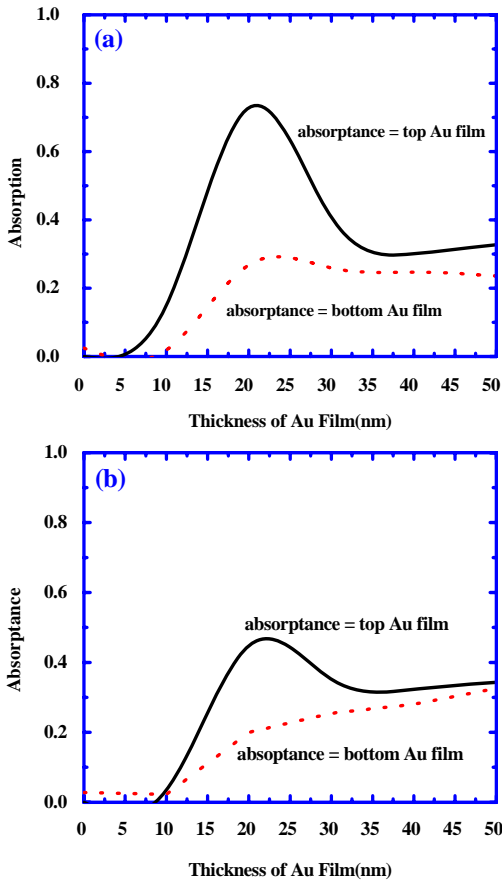 1.0
(a)
0.8
absorptance = top Au film
0.6
Absorption
0.4
0.2
absorptance = bottom Au film
0.0
0 5 10 15 20 25 30 35 40 45 50
Thickness of Au Film(nm)
1.0
(b)
0.8
Absorptance
0.6
absorptance = top Au film
0.4
0.2
absoptance = bottom Au film
0.0
0 5 10 15 20 25 30 35 40 45 50
Thickness of Au Film(nm)